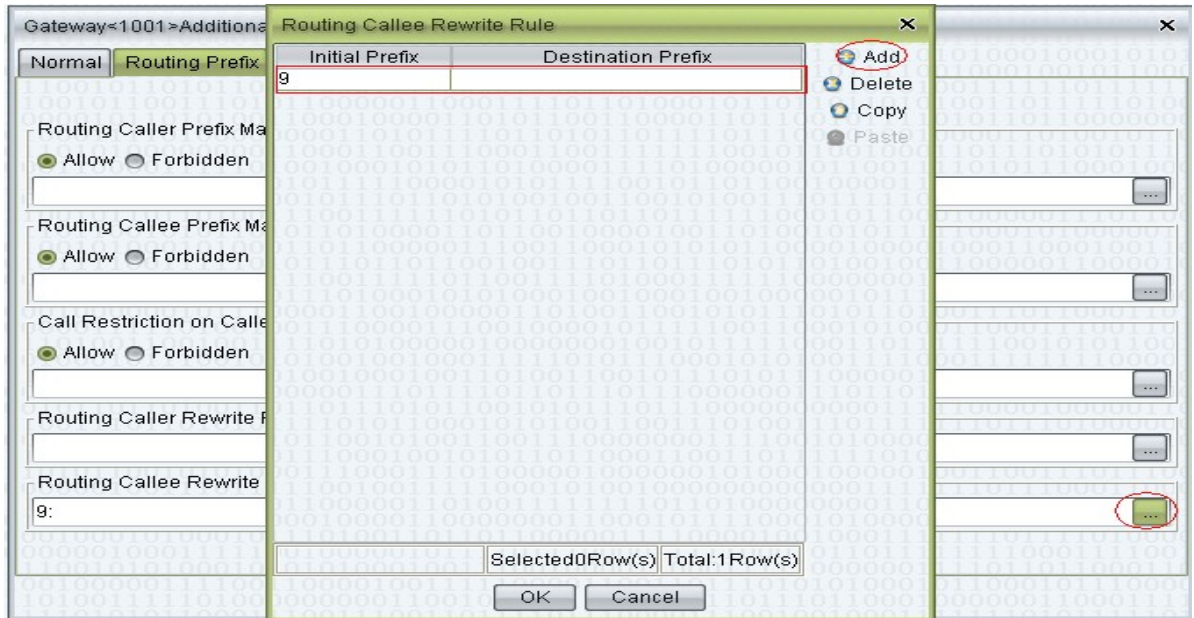 Gateway<1001>Additiona
Routing Callee Rewrite Rule
Normal
Routing Prefix
Initial Prefix
Destination Prefix
9
Add
Delete
Copy
Paste
Routing Caller Prefix Ma
Allow
Forbidden
...
Routing Callee Prefix Ma
Allow
Forbidden
...
Call Restriction on Calle
Allow
Forbidden
...
Routing Caller Rewrite R
...
Routing Callee Rewrite
9:
...
Selected0Row(s)
Total:1Row(s)
OK
Cancel